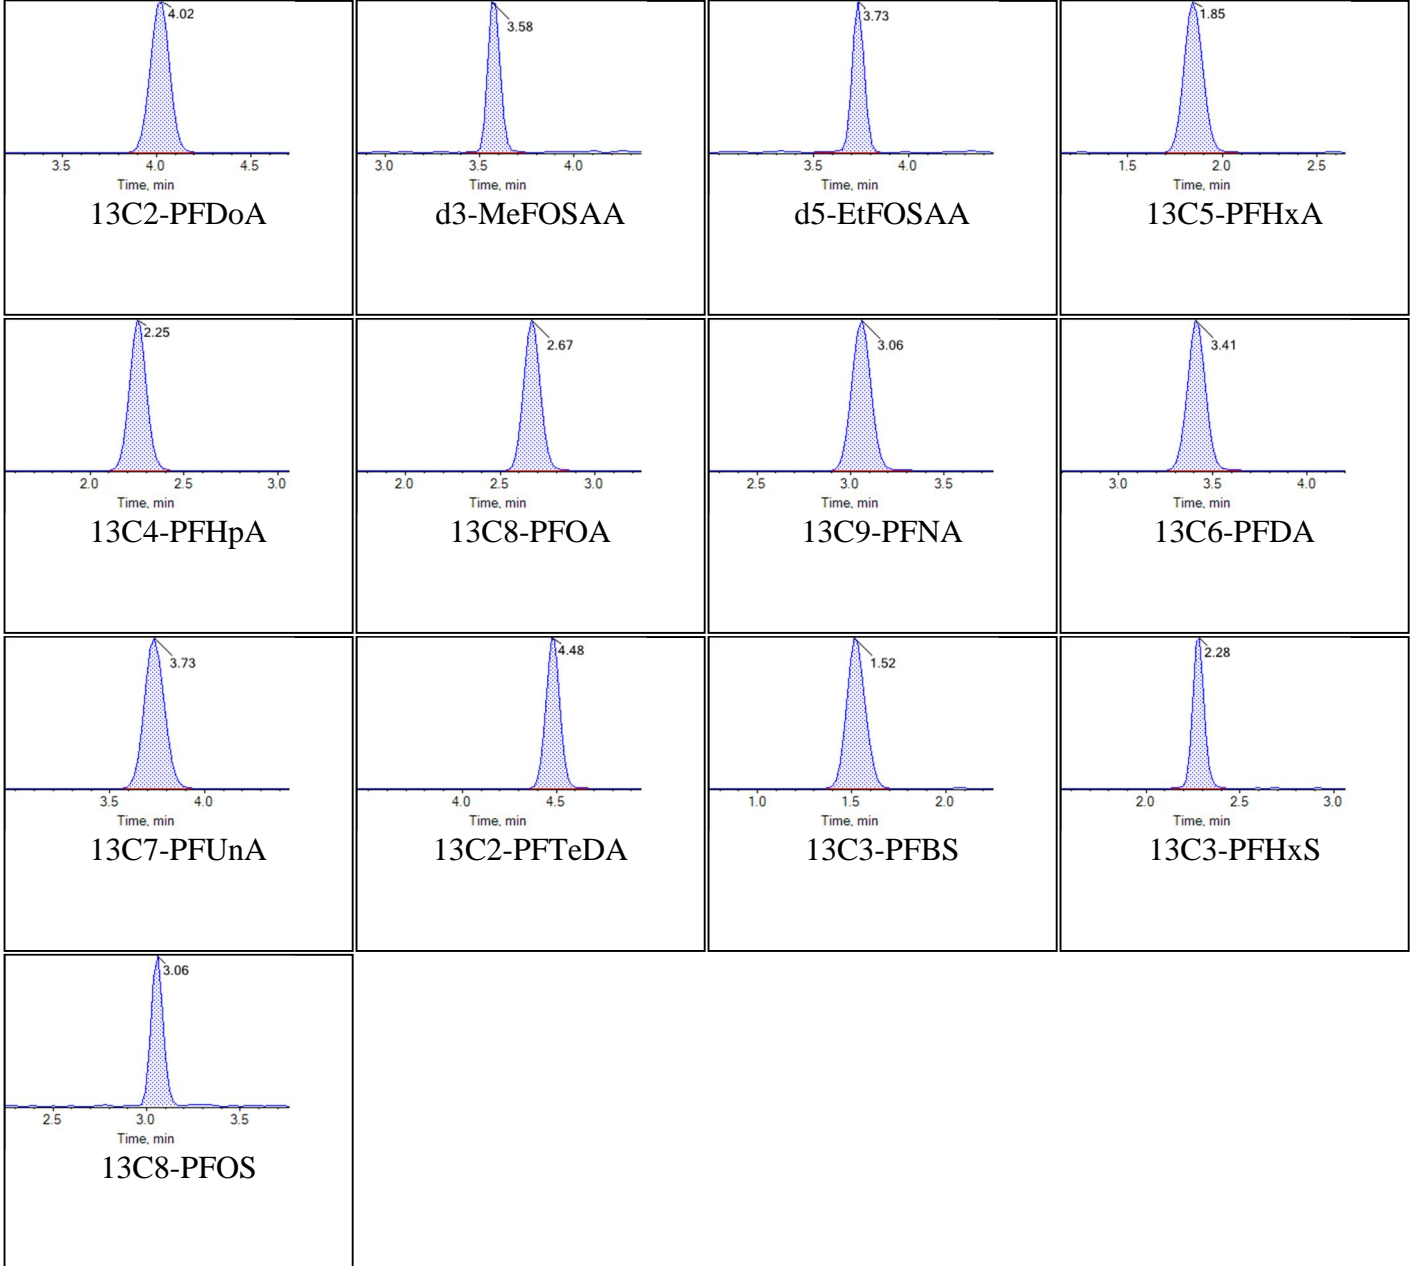 4.02
3.5 4.0 4.5
Time, min
13C2-PFDoA
3.58
3.0 3.5 4.0
Time, min
d3-MeFOSAA
3.73
3.5 4.0
Time, min
d5-EtFOSAA
1.85
1.5 2.0 2.5
Time, min
13C5-PFHxA
2.25
2.0 2.5 3.0
Time, min
13C4-PFHpA
2.67
2.0 2.5 3.0
Time, min
13C8-PFOA
3.06
2.5 3.0 3.5
Time, min
13C9-PFNA
3.41
3.0 3.5 4.0
Time, min
13C6-PFDA
3.73
3.5 4.0
Time, min
13C7-PFUnA
4.48
4.0 4.5
Time, min
13C2-PFTeDA
1.52
1.0 1.5 2.0
Time, min
13C3-PFBS
2.28
2.0 2.5 3.0
Time, min
13C3-PFHxS
3.06
2.5 3.0 3.5
Time, min
13C8-PFOS